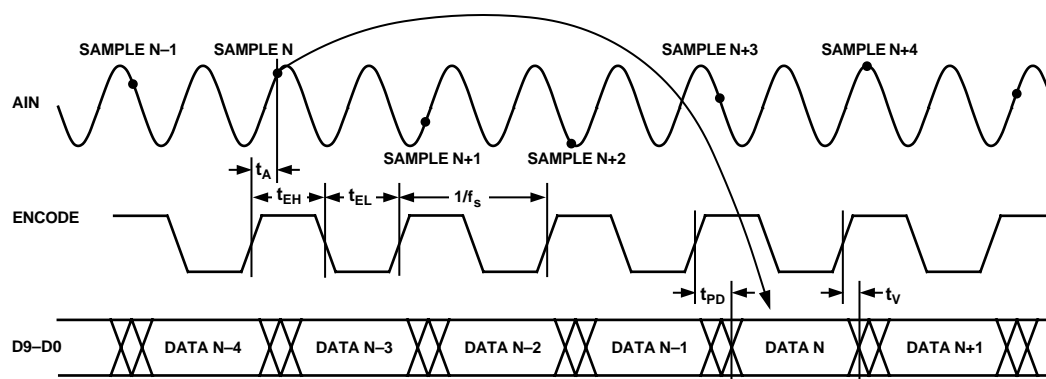 SAMPLE N–1
SAMPLE N
SAMPLE N+3
SAMPLE N+4
AIN
SAMPLE N+1
SAMPLE N+2
tA
tEH
tEL
1/fs
ENCODE
tPD
tV
D9–D0
DATA N–4
DATA N–3
DATA N–2
DATA N–1
DATA N
DATA N+1